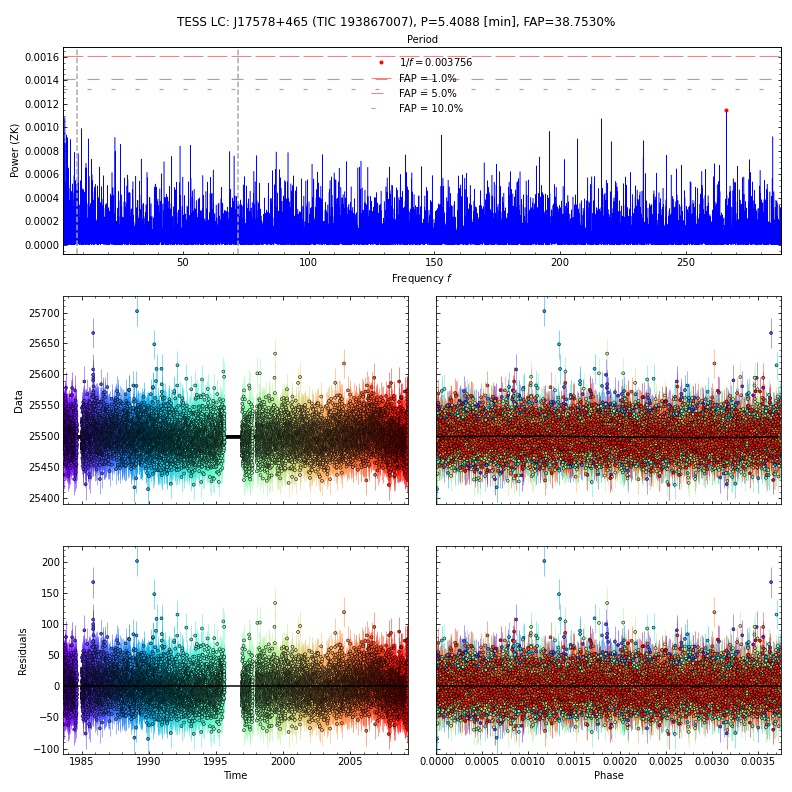 TESS LC: J17578+465 (TIC 193867007), P=5.4088 [min], FAP=38.7530%
Period
Power (ZK)
0.0016
0.0014
0.0012
0.0010
0.0008
0.0006
0.0004
0.0002
0.0000
1/f = 0.003756
FAP = 1.0%
FAP = 5.0%
FAP = 10.0%
50 100 150 200 250
Frequency f
Data
25700
25650
25600
25550
25500
25450
25400
Residuals
200
150
100
50
0
−50
−100
1985 1990 1995 2000 2005
Time
0.0000 0.0005 0.0010 0.0015 0.0020 0.0025 0.0030 0.0035
Phase